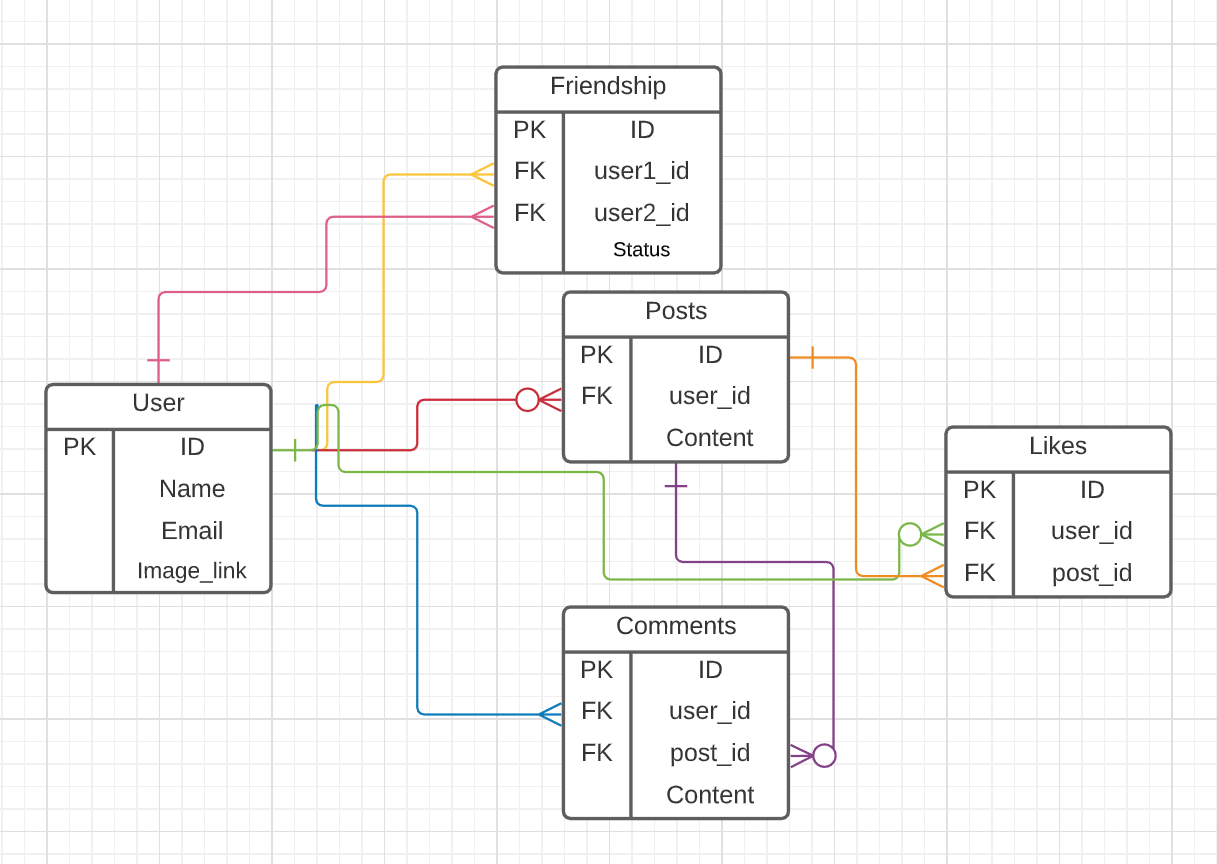 Friendship
PK ID
FK user1_id
FK user2_id
Status
Posts
PK ID
FK user_id
Content
User
PK ID
Name
Email
Image_link
Likes
PK ID
FK user_id
FK post_id
Comments
PK ID
FK user_id
FK post_id
Content